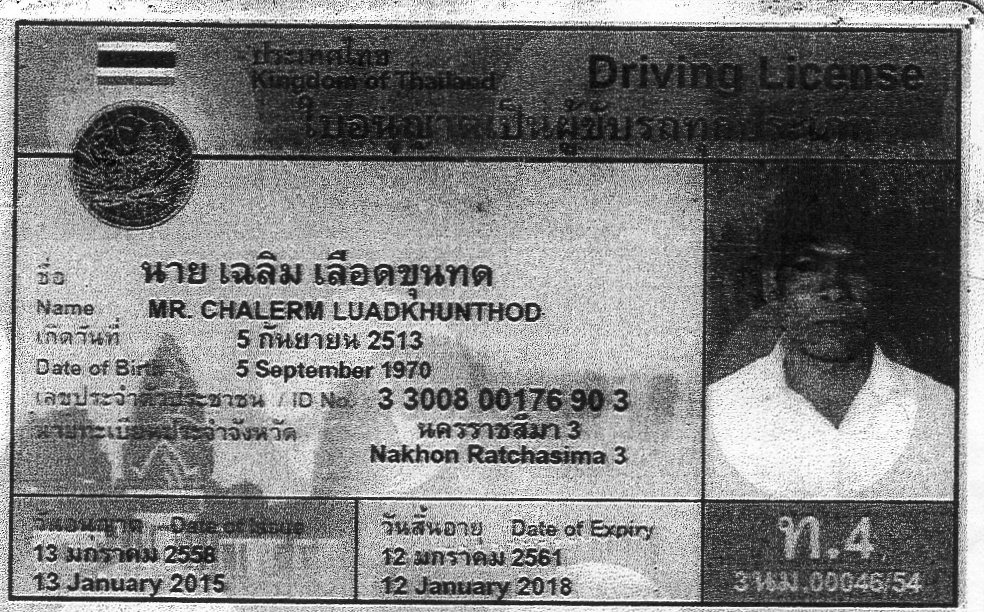 ประเทศไทย
Kingdom of Thailand
Driving License
ใบอนุญาตเป็นผู้ขับรถทุกประเภท
ชื่อ นาย เฉลิม เลือดขุนทด
Name MR. CHALERM LUADKHUNTHOD
เกิดวันที่ 5 กันยายน 2513
Date of Birth 5 September 1970
เลขประจำตัวประชาชน / ID No. 3 3008 00176 90 3
นายทะเบียนประจำจังหวัด นครราชสีมา 3
Nakhon Ratchasima 3
วันอนุญาต Date of Issue
13 มกราคม 2558
13 January 2015
วันสิ้นอายุ Date of Expiry
12 มกราคม 2561
12 January 2018
ท.4
3 นม.00046/54